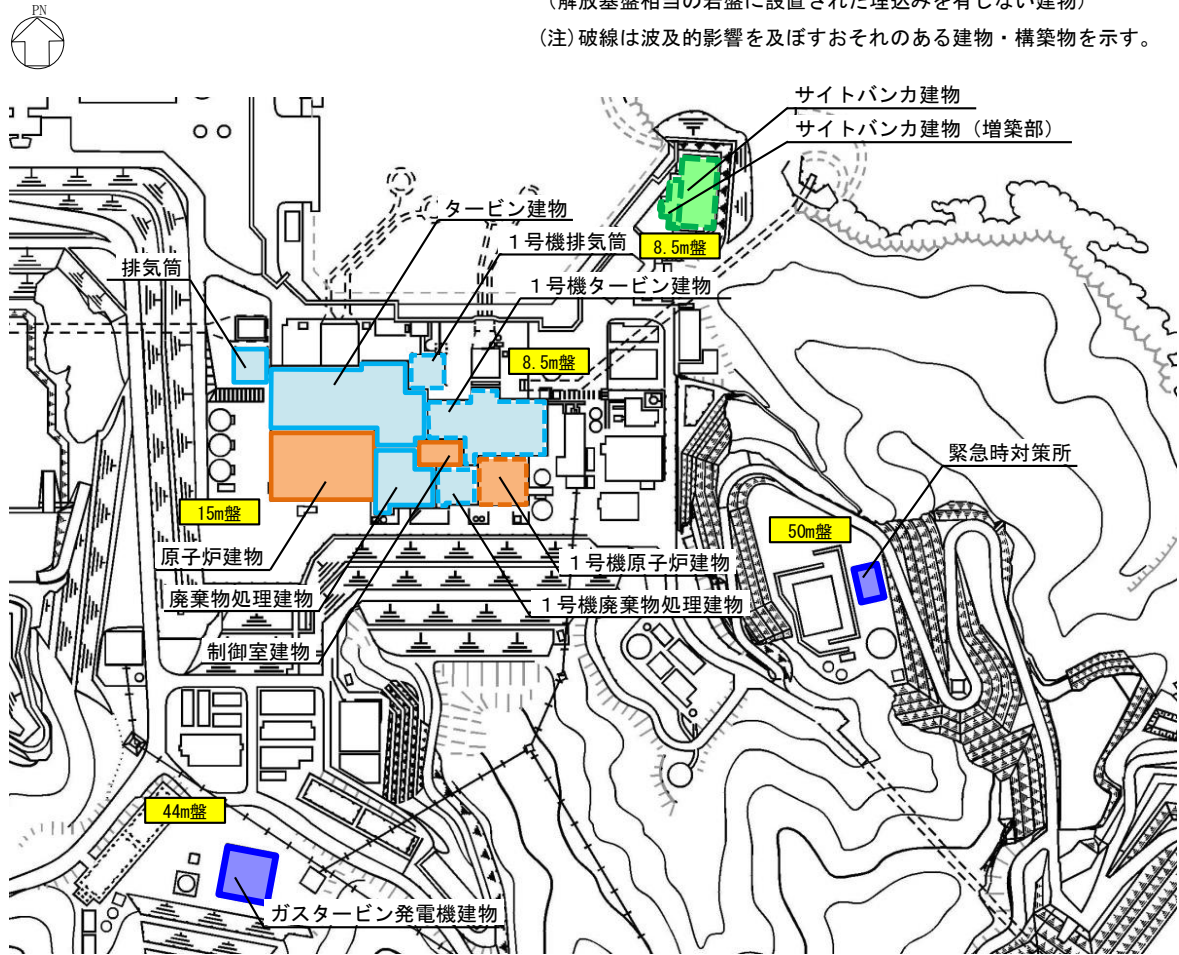 PN
(解放基盤相当の岩盤に設置された埋込みを有しない建物)
(注)破線は波及的影響を及ぼすおそれのある建物・構築物を示す。
サイトバンカ建物
サイトバンカ建物（増築部）
タービン建物
１号機排気筒
8.5m盤
排気筒
１号機タービン建物
8.5m盤
緊急時対策所
15m盤
50m盤
原子炉建物
１号機原子炉建物
廃棄物処理建物
１号機廃棄物処理建物
制御室建物
44m盤
ガスタービン発電機建物